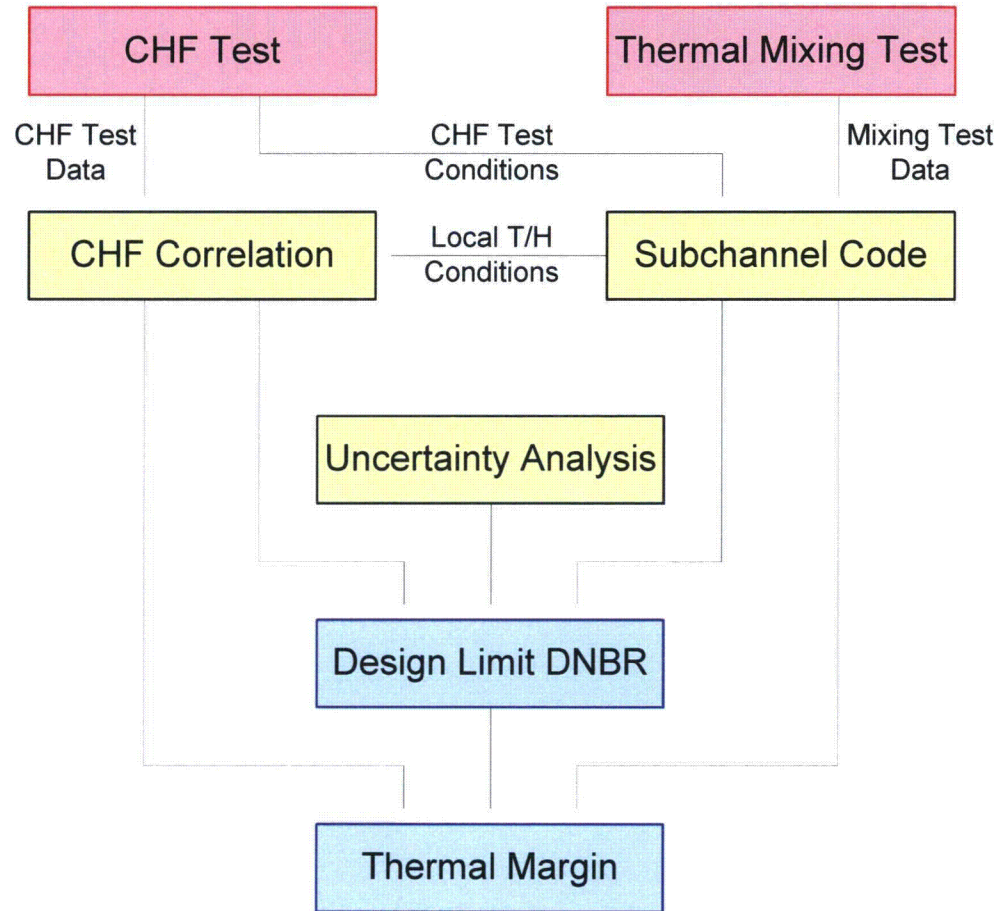 CHF Test
Thermal Mixing Test
CHF Test
Data
CHF Test
Conditions
Mixing Test
Data
CHF Correlation
Local T/H
Conditions
Subchannel Code
Uncertainty Analysis
Design Limit DNBR
Thermal Margin